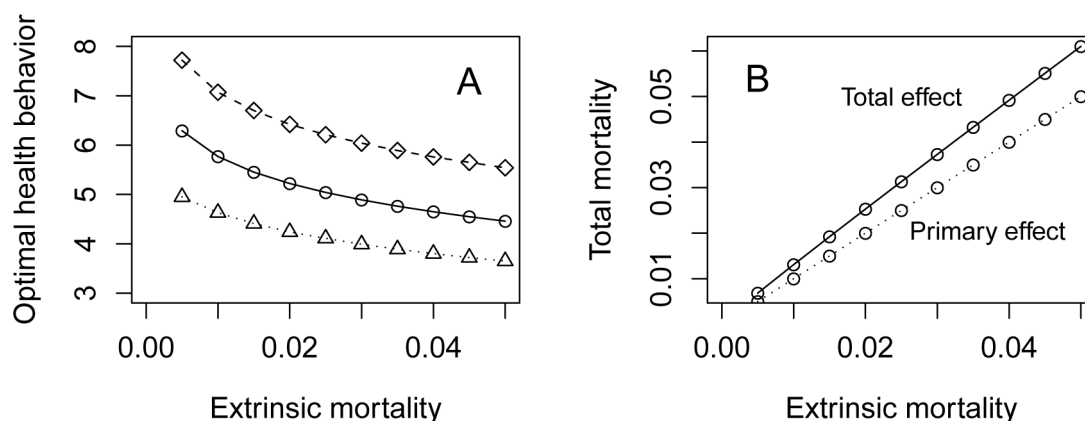 A
Optimal health behavior
8
7
6
5
4
3
0.00 0.02 0.04
Extrinsic mortality
B
Total effect
Primary effect
Total mortality
0.05
0.03
0.01
0.00 0.02 0.04
Extrinsic mortality